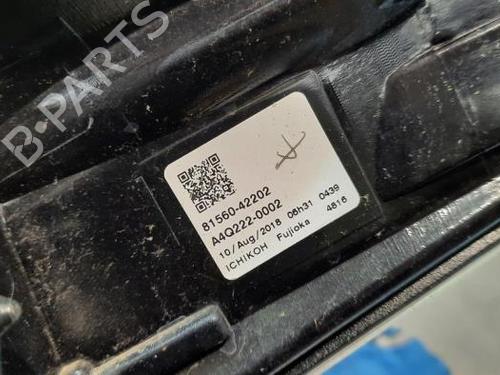 B-PARTS
81560-42202
A4Q222-0002
10/Aug/2018 06h31 0439
ICHIKOH Fujioka 4816